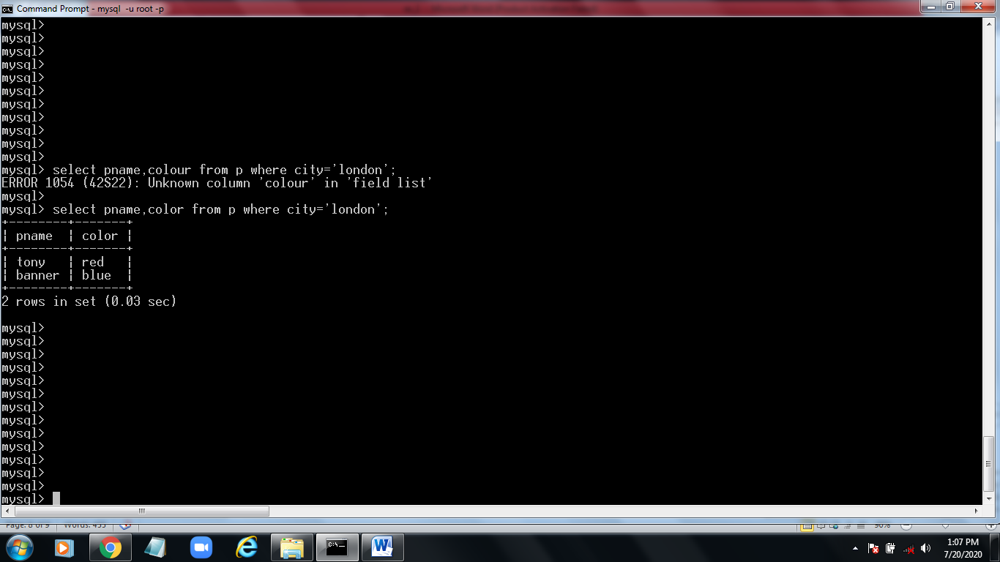 Command Prompt - mysql -u root -p
mysql>
mysql>
mysql>
mysql>
mysql>
mysql>
mysql>
mysql>
mysql>
mysql>
mysql>
mysql> select pname,colour from p where city='london';
ERROR 1054 (42S22): Unknown column 'colour' in 'field list'
mysql>
mysql> select pname,color from p where city='london';
+--------+-------+
| pname  | color |
+--------+-------+
| tony   | red   |
| banner | blue  |
+--------+-------+
2 rows in set (0.03 sec)
mysql>
mysql>
mysql>
mysql>
mysql>
mysql>
mysql>
mysql>
mysql>
mysql>
mysql>
mysql>
mysql>
mysql>
Page: 8 of 9 Words: 455 90%
C:\
1:07 PM
7/20/2020